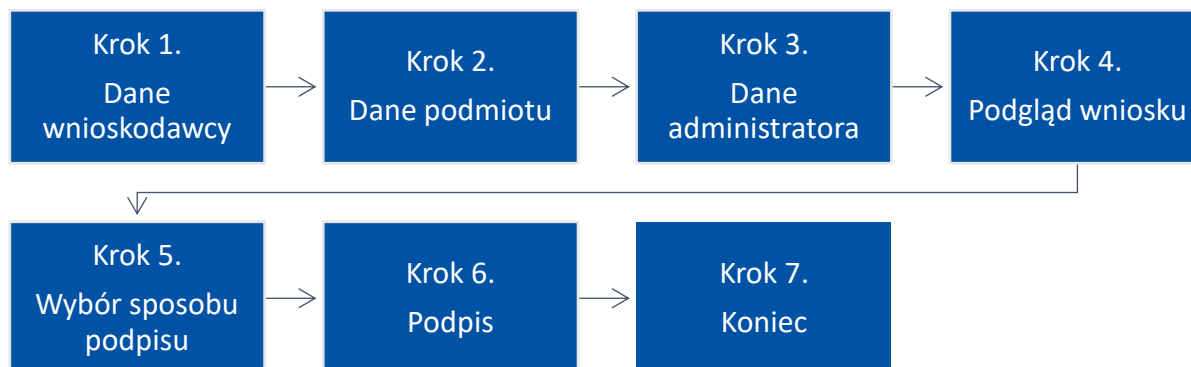 Krok 1.
Dane
wnioskodawcy
Krok 2.
Dane podmiotu
Krok 3.
Dane
administratora
Krok 4.
Podgląd wniosku
Krok 5.
Wybór sposobu
podpisu
Krok 6.
Podpis
Krok 7.
Koniec